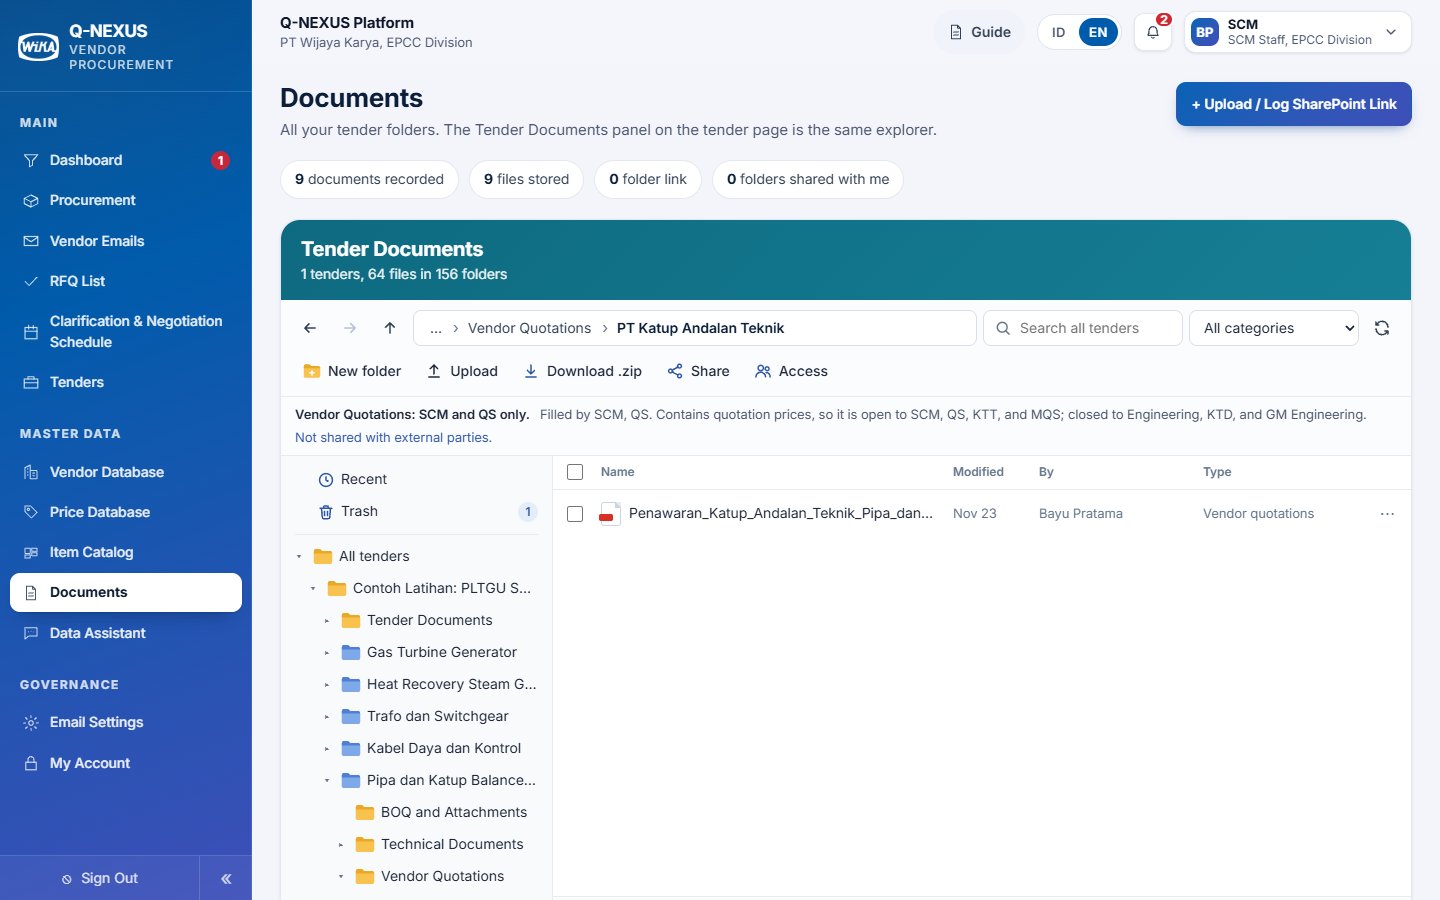 WIKA
Q-NEXUS
VENDOR
PROCUREMENT
MAIN
Dashboard
1
Procurement
Vendor Emails
RFQ List
Clarification & Negotiation
Schedule
Tenders
MASTER DATA
Vendor Database
Price Database
Item Catalog
Documents
Data Assistant
GOVERNANCE
Email Settings
My Account
Sign Out
«
Q-NEXUS Platform
PT Wijaya Karya, EPCC Division
Guide
ID EN
2
BP
SCM
SCM Staff, EPCC Division
Documents
All your tender folders. The Tender Documents panel on the tender page is the same explorer.
+ Upload / Log SharePoint Link
9 documents recorded
9 files stored
0 folder link
0 folders shared with me
Tender Documents
1 tenders, 64 files in 156 folders
... › Vendor Quotations › PT Katup Andalan Teknik
Search all tenders
All categories
New folder
Upload
Download .zip
Share
Access
Vendor Quotations: SCM and QS only. Filled by SCM, QS. Contains quotation prices, so it is open to SCM, QS, KTT, and MQS; closed to Engineering, KTD, and GM Engineering.
Not shared with external parties.
Recent
Trash 1
All tenders
Contoh Latihan: PLTGU S...
Tender Documents
Gas Turbine Generator
Heat Recovery Steam G...
Trafo dan Switchgear
Kabel Daya dan Kontrol
Pipa dan Katup Balance...
BOQ and Attachments
Technical Documents
Vendor Quotations
Name Modified By Type
Penawaran_Katup_Andalan_Teknik_Pipa_dan... Nov 23 Bayu Pratama Vendor quotations ...